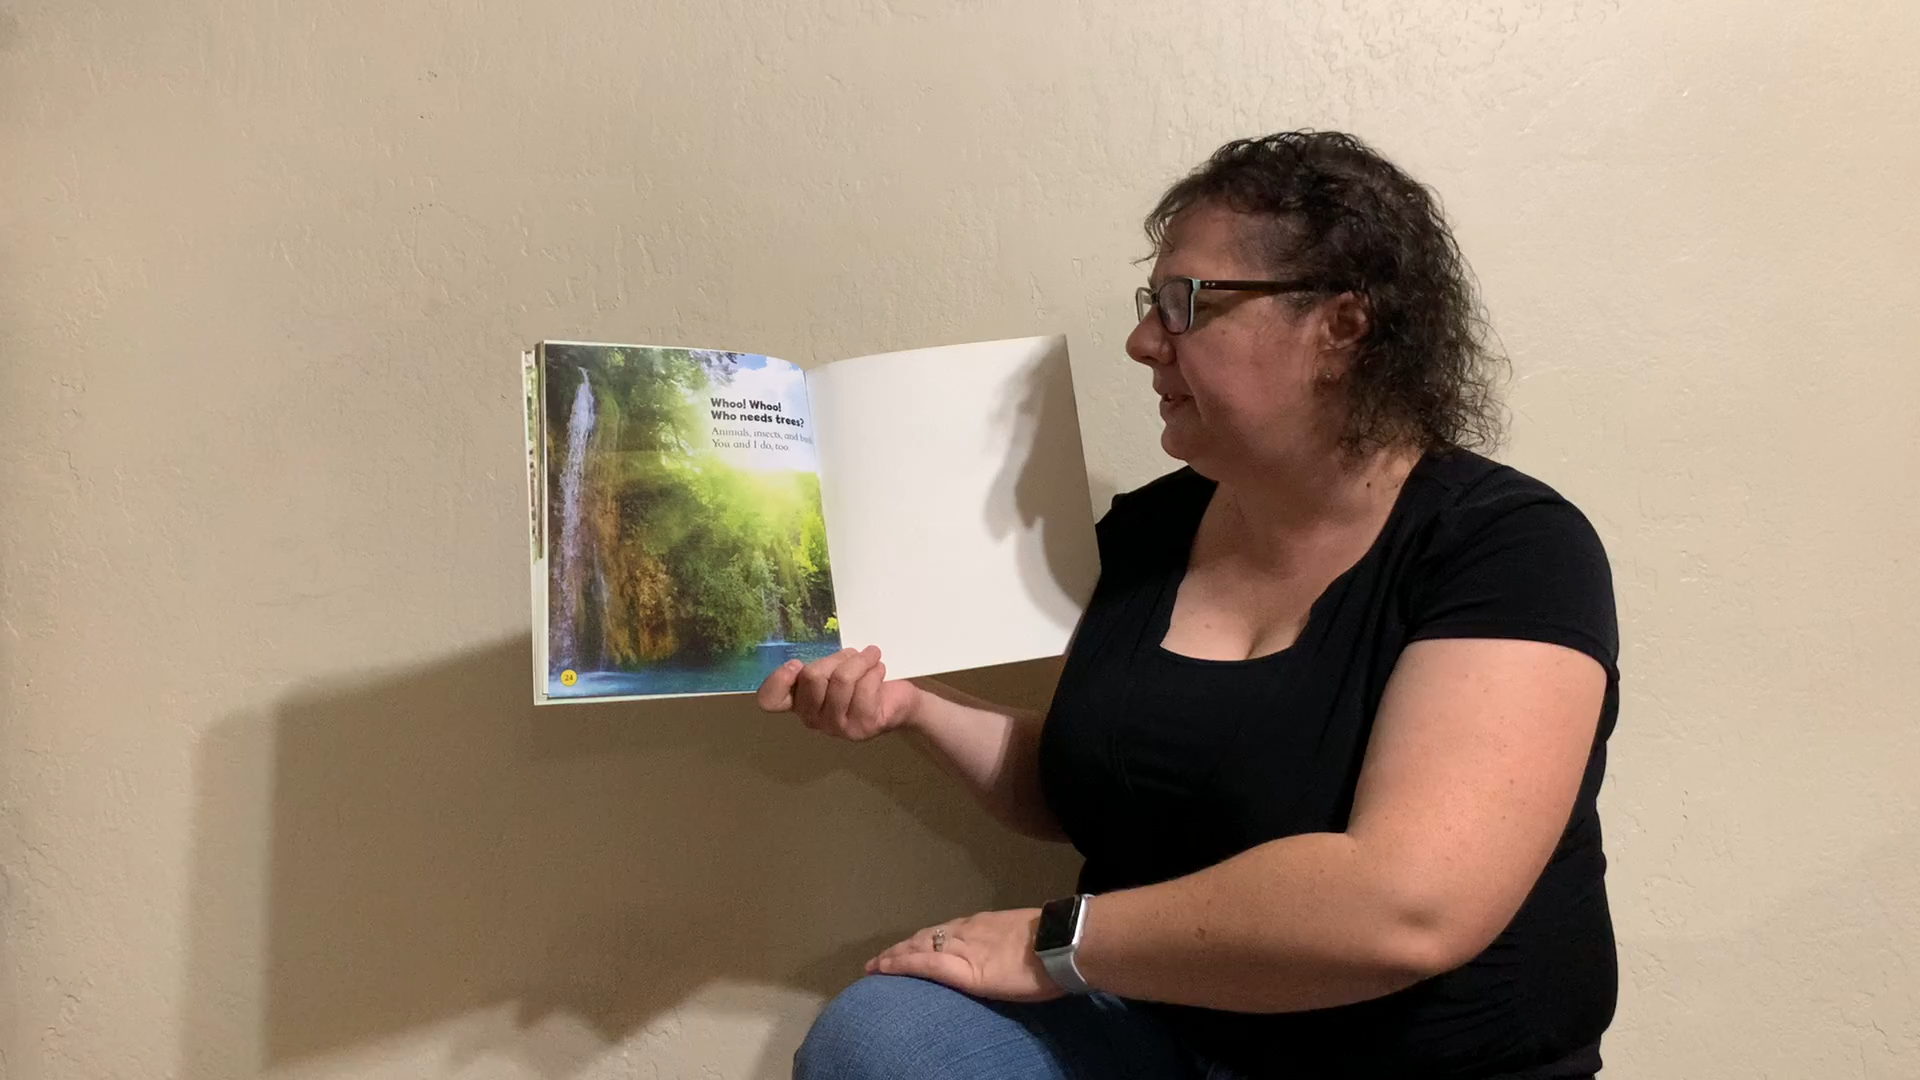 Whoo! Whoo!
Who needs trees?
Animals, insects, and
You and I do, too.
24